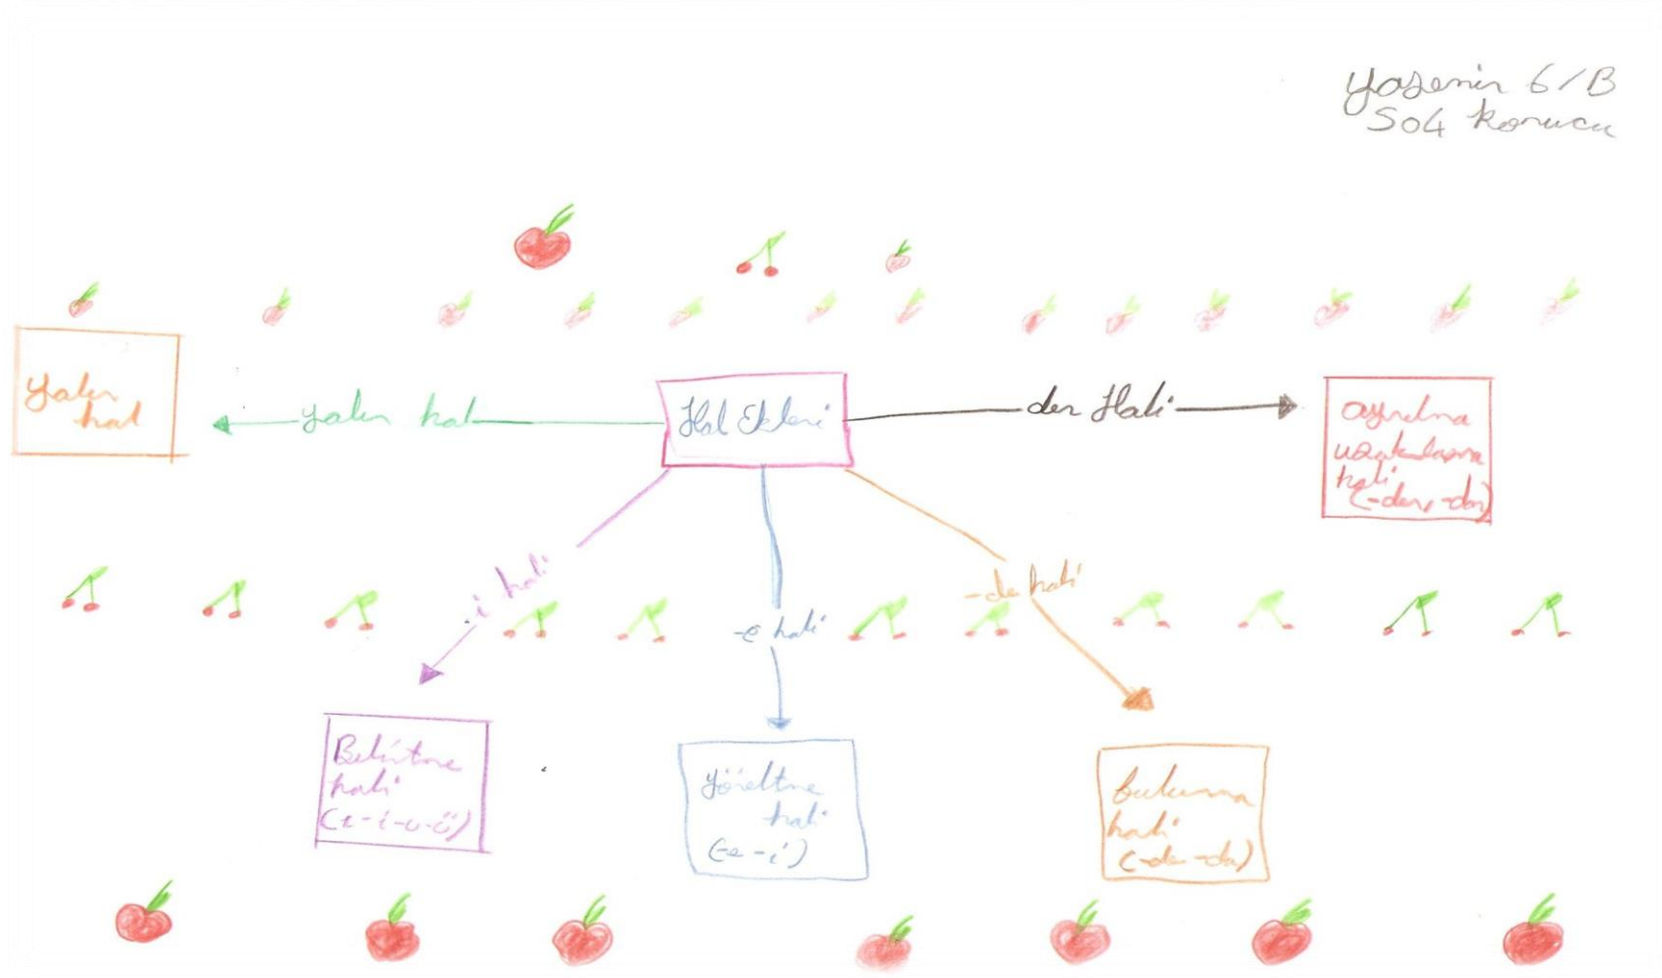 Yasemin 6/B
504 Korucu
Hal Ekleri
yalın hal
Yalın
hal
den Hali
ayrılma
uzaklaşma
hali
(-den, -dan)
-i hali
Belirtme
hali
(ı-i-u-ü)
-e hali
yöneltme
hali
(-e -i)
-de hali
bulunma
hali
(-de -da)